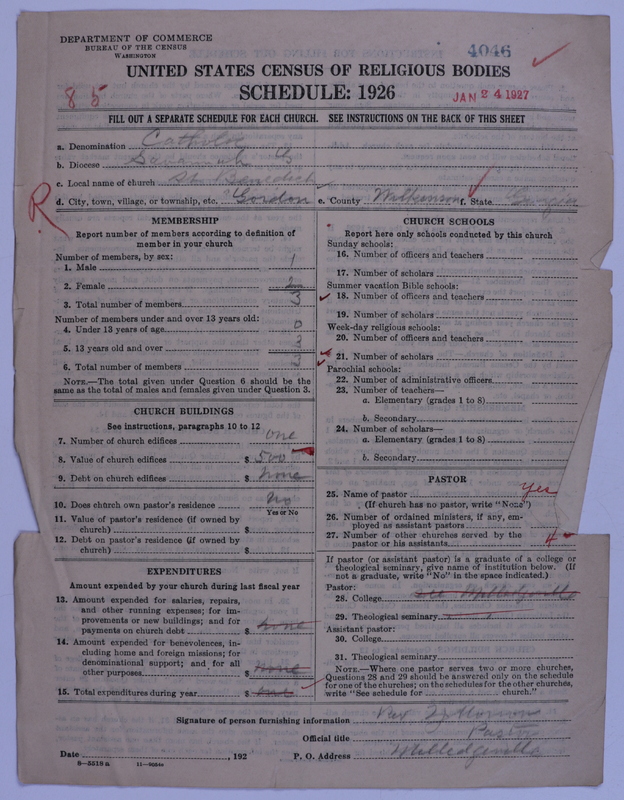 DEPARTMENT OF COMMERCE
BUREAU OF THE CENSUS
WASHINGTON
4046
UNITED STATES CENSUS OF RELIGIOUS BODIES
SCHEDULE: 1926
8 5
JAN 24 1927
FILL OUT A SEPARATE SCHEDULE FOR EACH CHURCH. SEE INSTRUCTIONS ON THE BACK OF THIS SHEET
a. Denomination Catholic
b. Diocese Savannah
c. Local name of church St. Benedict
d. City, town, village, or township, etc. Gordon e. County Wilkinson f. State Georgia
R
MEMBERSHIP
Report number of members according to definition of
member in your church
Number of members, by sex:
1. Male 1
2. Female
3. Total number of members 3
Number of members under and over 13 years old:
4. Under 13 years of age 0
5. 13 years old and over 3
6. Total number of members 3
NOTE.—The total given under Question 6 should be
same as the total of males and females given under Question 3.
CHURCH BUILDINGS
See instructions, paragraphs 10 to 12
7. Number of church edifices one
8. Value of church edifices $ 500
9. Debt on church edifices $ none
10. Does church own pastor's residence no
Yes or No
11. Value of pastor's residence (if owned by
church) $
12. Debt on pastor's residence (if owned by
church) $
EXPENDITURES
Amount expended by your church during last fiscal year
13. Amount expended for salaries, repairs,
and other running expenses; for im-
provements or new buildings; and for
payments on church debt $ none
14. Amount expended for benevolences, in-
cluding home and foreign missions; for
denominational support; and for all
other purposes $ none
15. Total expenditures during year $
CHURCH SCHOOLS
Report here only schools conducted by this church
Sunday schools:
16. Number of officers and teachers
17. Number of scholars
Summer vacation Bible schools:
18. Number of officers and teachers
19. Number of scholars
Week-day religious schools:
20. Number of officers and teachers
21. Number of scholars
Parochial schools:
22. Number of administrative officers
23. Number of teachers—
a. Elementary (grades 1 to 8)
b. Secondary
24. Number of scholars—
a. Elementary (grades 1 to 8)
b. Secondary
PASTOR
25. Name of pastor yes
(If church has no pastor, write "None")
26. Number of ordained ministers, if any, em-
ployed as assistant pastors
27. Number of other churches served by the
pastor or his assistants 4
If pastor (or assistant pastor) is a graduate of a college or
theological seminary, give name of institution below. (If
not a graduate, write "No" in the space indicated.)
Pastor:
28. College See Milledgeville
29. Theological seminary
Assistant pastor:
30. College
31. Theological seminary
NOTE.—Where one pastor serves two or more churches,
Questions 28 and 29 should be answered only on the schedule
for one of the churches; on the schedules for the other churches,
write "See schedule for church."
Signature of person furnishing information Rev
Official title Pastor
Date , 192 P. O. Address Milledgeville
8—5518a 11—9054a